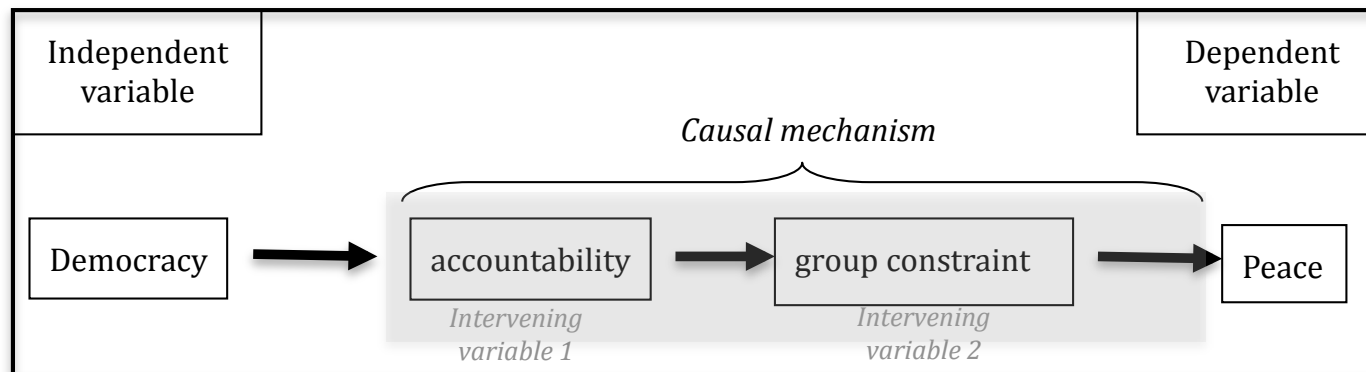 Independent
variable
Dependent
variable
Causal mechanism
Democracy
accountability
group constraint
Peace
Intervening
variable 1
Intervening
variable 2